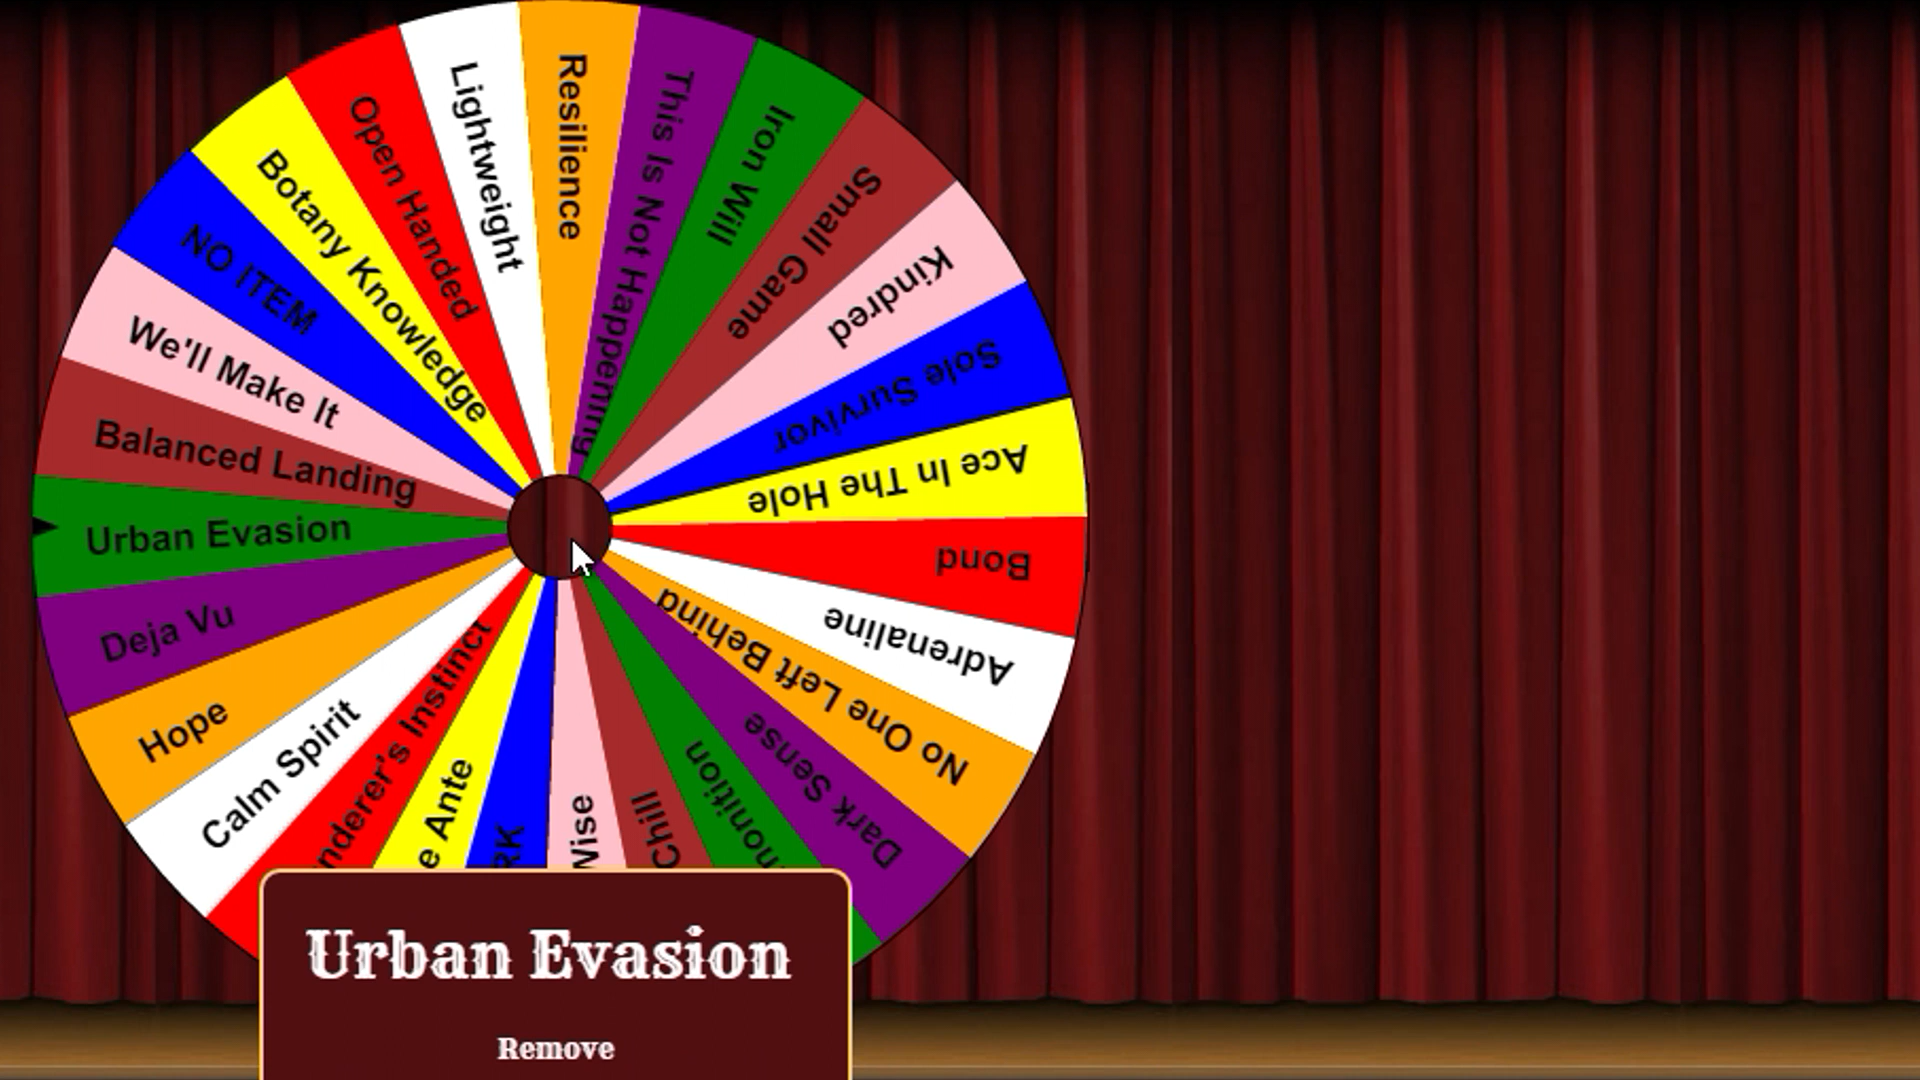 Resilience
This Is Not Happening
Iron Will
Small Game
Kindred
Sole Survivor
Ace In The Hole
Bond
Adrenaline
No One Left Behind
Dark Sense
Chill
Ante
Calm Spirit
Hope
Deja Vu
Urban Evasion
Balanced Landing
We'll Make It
NO ITEM
Botany Knowledge
Open Handed
Lightweight
Instinct
Urban Evasion
Remove